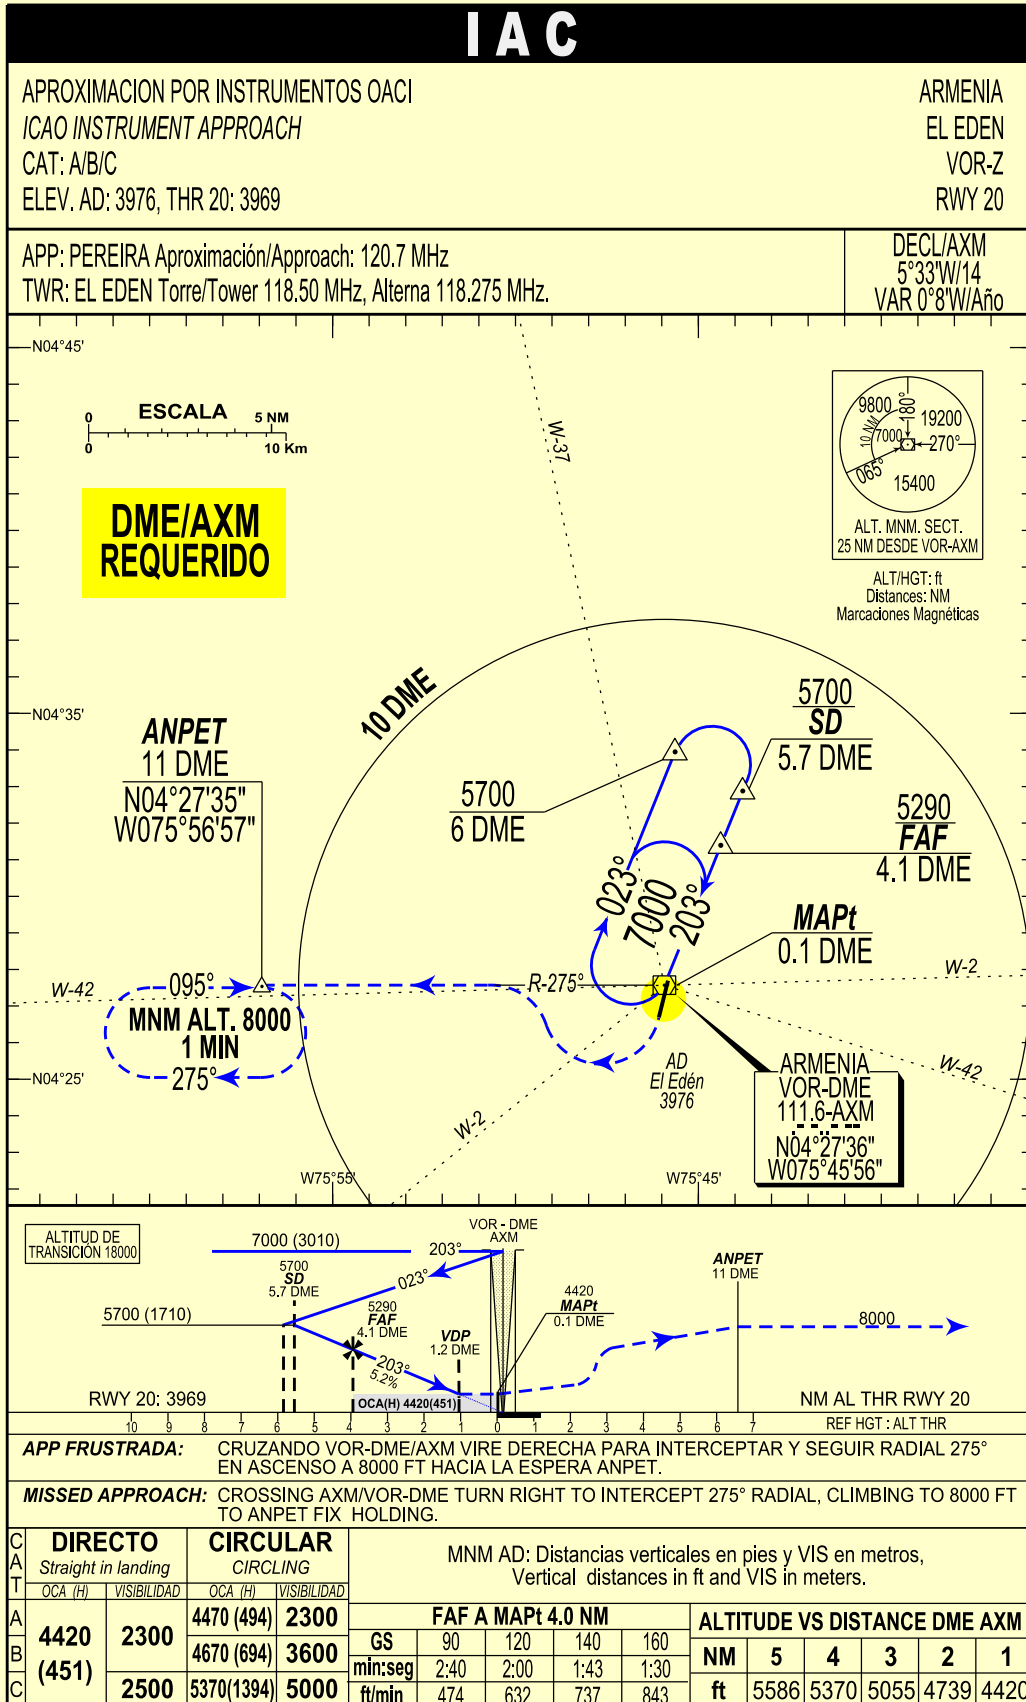 IAC
APROXIMACION POR INSTRUMENTOS OACI
ICAO INSTRUMENT APPROACH
CAT: A/B/C
ELEV. AD: 3976, THR 20: 3969
ARMENIA
EL EDEN
VOR-Z
RWY 20
APP: PEREIRA Aproximación/Approach: 120.7 MHz
TWR: EL EDEN Torre/Tower 118.50 MHz, Alterna 118.275 MHz.
DECL/AXM
5°33'W/14
VAR 0°8'W/Año
N04°45'
0 ESCALA 5 NM
0 10 Km
DME/AXM
REQUERIDO
W-37
9800
180°
19200
10 NM
7000
270°
065°
15400
ALT. MNM. SECT.
25 NM DESDE VOR-AXM
ALT/HGT: ft
Distances: NM
Marcaciones Magnéticas
N04°35'
10 DME
ANPET
11 DME
N04°27'35"
W075°56'57"
5700
SD
5.7 DME
5700
6 DME
5290
FAF
4.1 DME
023°
7000
203°
MAPt
0.1 DME
W-42
095°
R-275°
W-2
MNM ALT. 8000
1 MIN
275°
N04°25'
AD
El Edén
3976
W-42
W-2
ARMENIA
VOR-DME
111.6-AXM
N04°27'36"
W075°45'56"
W75°55'
W75°45'
ALTITUD DE
TRANSICIÓN 18000
7000 (3010)
203°
VOR - DME
AXM
5700
SD
5.7 DME
023°
5700 (1710)
5290
FAF
4.1 DME
VDP
1.2 DME
203°
5.2%
4420
MAPt
0.1 DME
ANPET
11 DME
8000
RWY 20: 3969
OCA(H) 4420(451)
NM AL THR RWY 20
10 9 8 7 6 5 4 3 2 1 0 1 2 3 4 5 6 7
REF HGT : ALT THR
APP FRUSTRADA: CRUZANDO VOR-DME/AXM VIRE DERECHA PARA INTERCEPTAR Y SEGUIR RADIAL 275°
EN ASCENSO A 8000 FT HACIA LA ESPERA ANPET.
MISSED APPROACH: CROSSING AXM/VOR-DME TURN RIGHT TO INTERCEPT 275° RADIAL, CLIMBING TO 8000 FT
TO ANPET FIX HOLDING.
CAT
DIRECTO
Straight in landing
CIRCULAR
CIRCLING
OCA (H) VISIBILIDAD OCA (H) VISIBILIDAD
A 4420 (451) 2300 4470 (494) 2300
B 4670 (694) 3600
C 2500 5370(1394) 5000
MNM AD: Distancias verticales en pies y VIS en metros,
Vertical distances in ft and VIS in meters.
FAF A MAPt 4.0 NM
GS 90 120 140 160
min:seg 2:40 2:00 1:43 1:30
ft/min 474 632 737 843
ALTITUDE VS DISTANCE DME AXM
NM 5 4 3 2 1
ft 5586 5370 5055 4739 4420